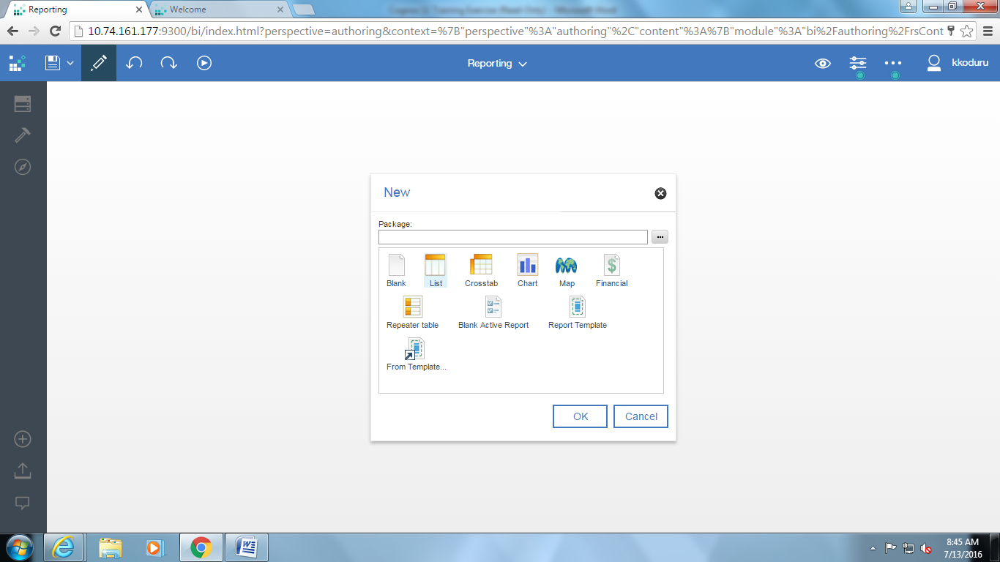 Reporting
Welcome
10.74.161.177:9300/bi/index.html?perspective=authoring&context=%7B"perspective"%3A"authoring"%2C"content"%3A%7B"module"%3A"bi%2Fauthoring%2FrsCont
Reporting
kkoduru
New
Package:
...
Blank List Crosstab Chart Map Financial
Repeater table Blank Active Report Report Template
From Template...
OK Cancel
8:45 AM
7/13/2016